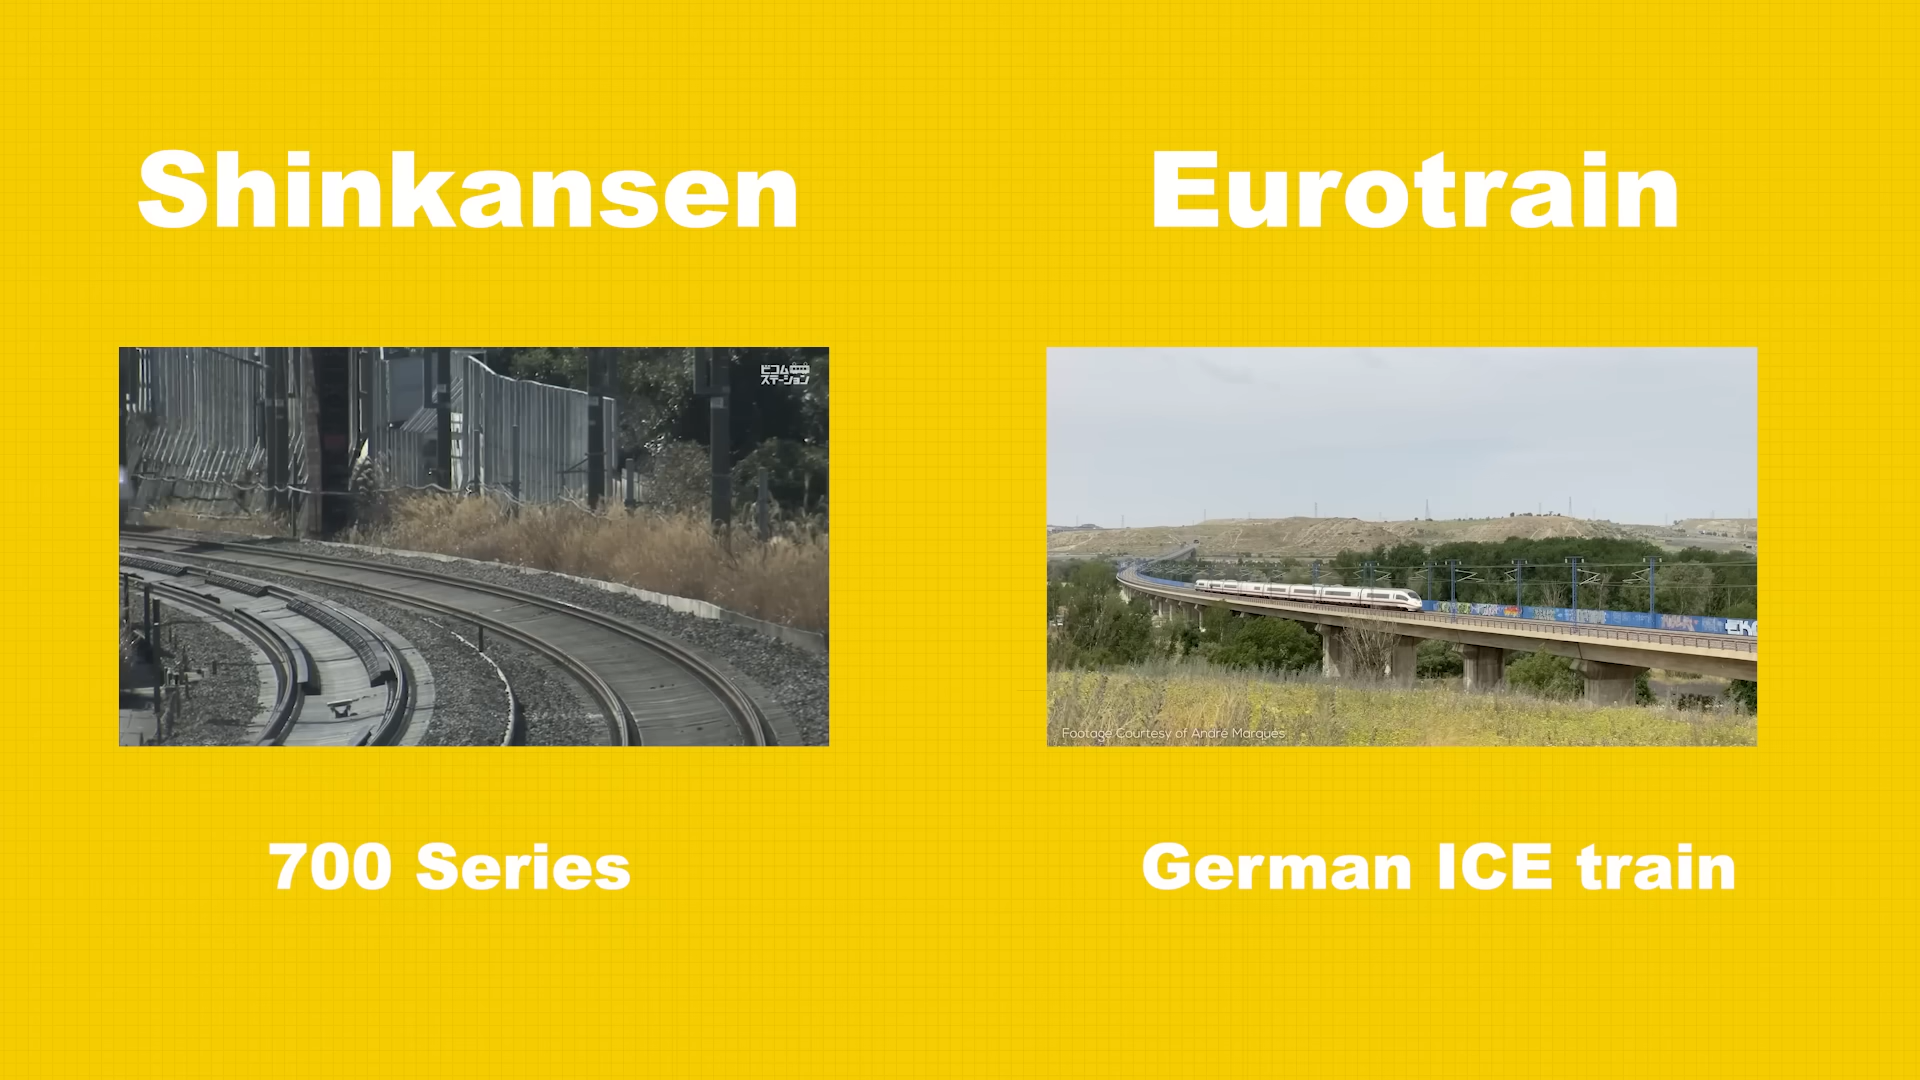 Shinkansen
Eurotrain
ビコム
ステーション
Footage Courtesy of André Marques
700 Series
German ICE train